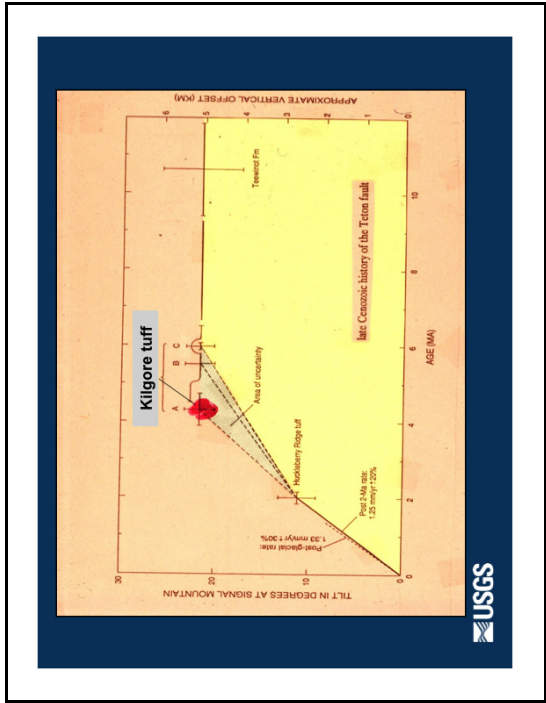 late Cenozoic history of the Teton fault
APPROXIMATE VERTICAL OFFSET (KM)
6
5
4
3
2
1
0
Teewinot Fm
Kilgore tuff
A
B
C
Area of uncertainty
Huckleberry Ridge tuff
Post 2-Ma rate:
1.25 mm/yr ±20%
Post-glacial rate:
1.33 mm/yr ±30%
TILT IN DEGREES AT SIGNAL MOUNTAIN
30
20
10
0
AGE (MA)
0
2
4
6
8
10
USGS